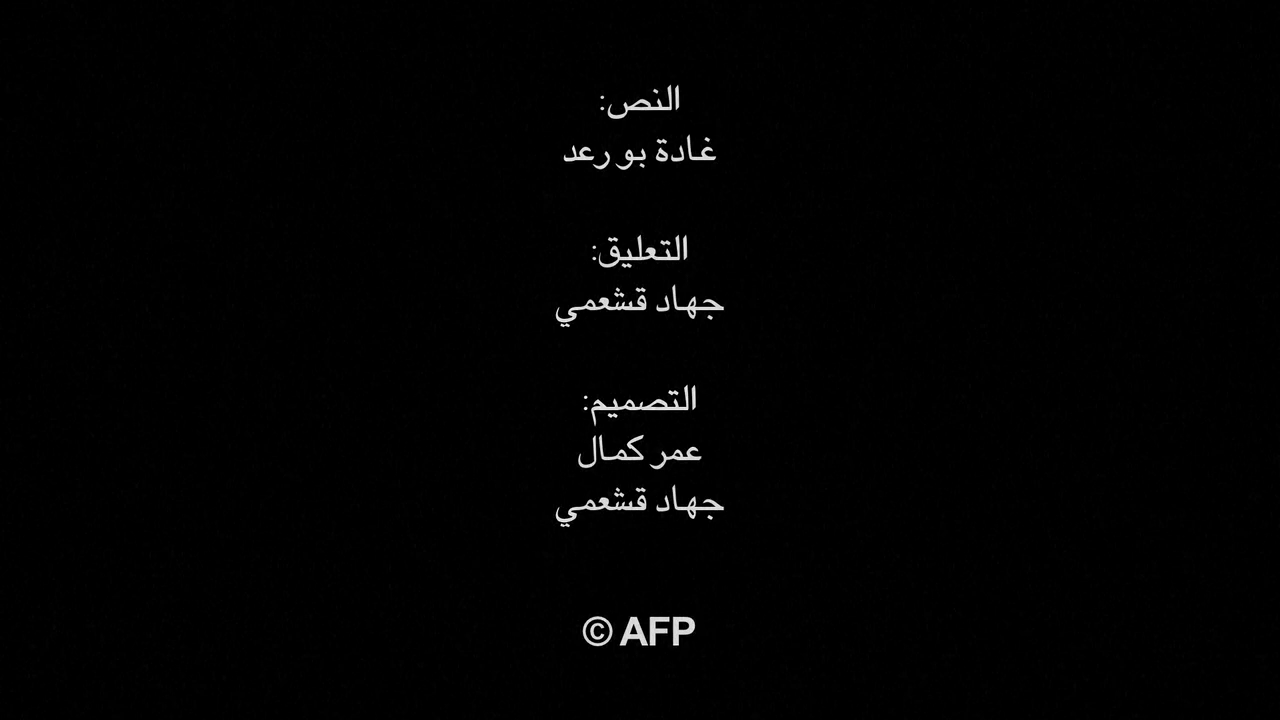 النص:
غادة بو رعد
التعليق:
جهاد قشعمي
التصميم:
عمر كمال
جهاد قشعمي
© AFP